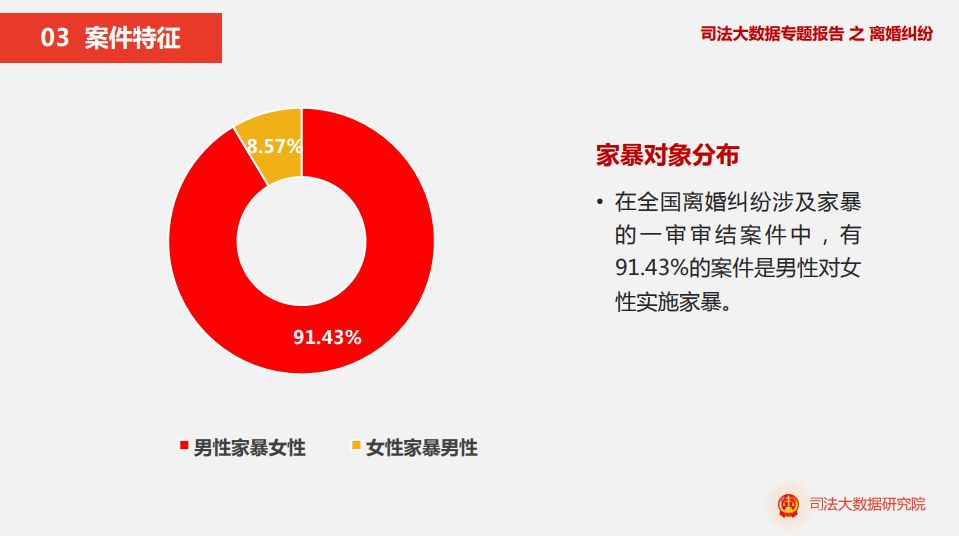 03 案件特征
司法大数据专题报告 之 离婚纠纷
8.57%
91.43%
男性家暴女性
女性家暴男性
家暴对象分布
• 在全国离婚纠纷涉及家暴
的一审审结案件中，有
91.43%的案件是男性对女
性实施家暴。
司法大数据研究院